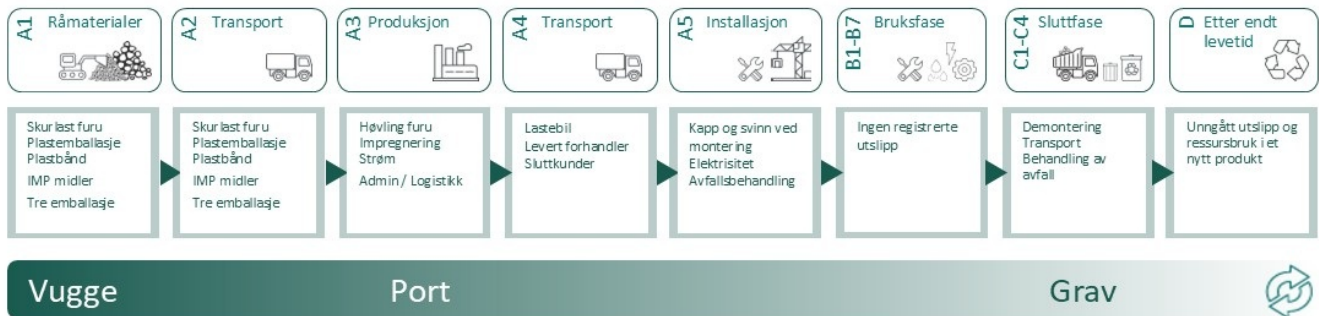 A1 Råmaterialer
A2 Transport
A3 Produksjon
A4 Transport
A5 Installasjon
B1-B7 Bruksfase
C1-C4 Sluttfase
D Etter endt
levetid
Skurlast furu
Plastemballasje
Plastbånd
IMP midler
Tre emballasje
Skurlast furu
Plastemballasje
Plastbånd
IMP midler
Tre emballasje
Høvling furu
Impregnering
Strøm
Admin / Logistikk
Lastebil
Levert forhandler
Sluttkunder
Kapp og svinn ved
montering
Elektrisitet
Avfallsbehandling
Ingen registrerte
utslipp
Demontering
Transport
Behandling av
avfall
Unngått utslipp og
ressursbruk i et
nytt produkt
Vugge
Port
Grav